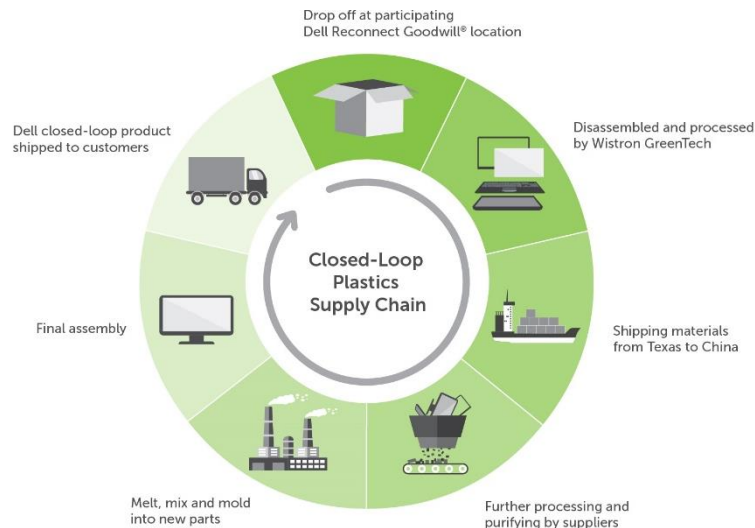 Drop off at participating
Dell Reconnect Goodwill® location
Disassembled and processed
by Wistron GreenTech
Shipping materials
from Texas to China
Further processing and
purifying by suppliers
Melt, mix and mold
into new parts
Final assembly
Dell closed-loop product
shipped to customers
Closed-Loop
Plastics
Supply Chain